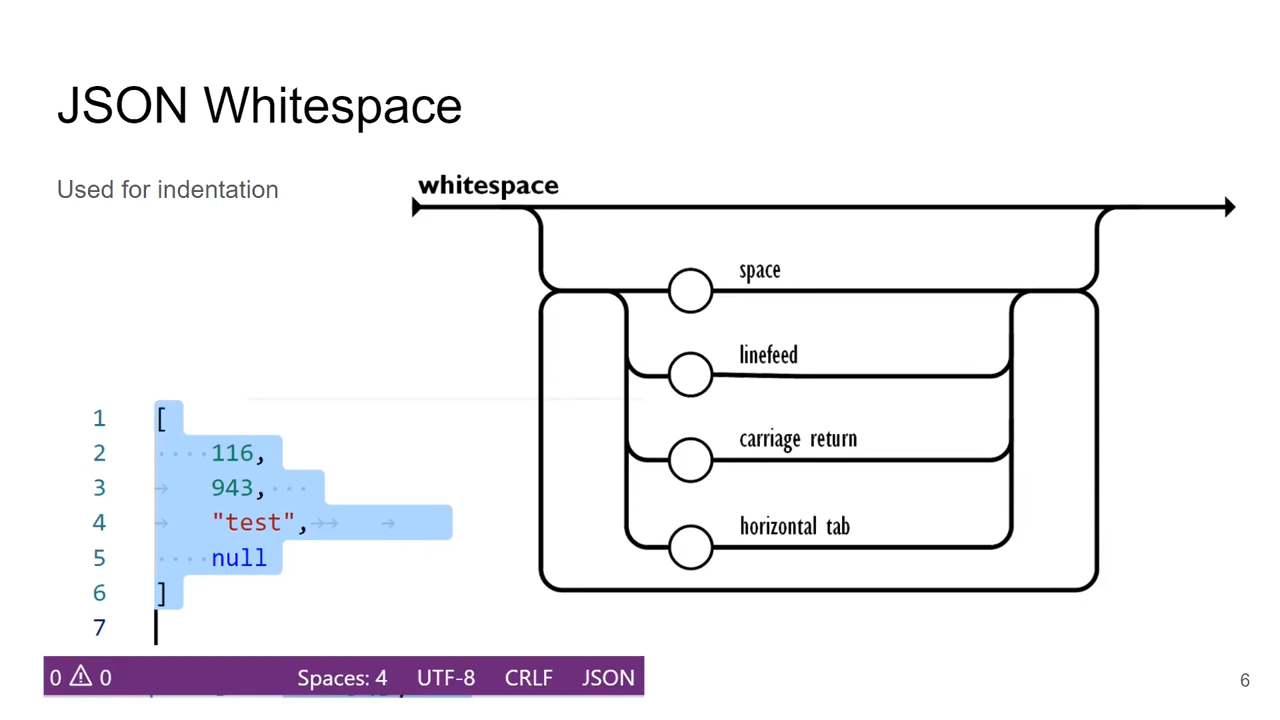 JSON Whitespace
Used for indentation
whitespace
space
linefeed
carriage return
horizontal tab
1 [
2 116,
3 943,
4 "test",
5 null
6 ]
7
0 0 Spaces: 4 UTF-8 CRLF JSON
6